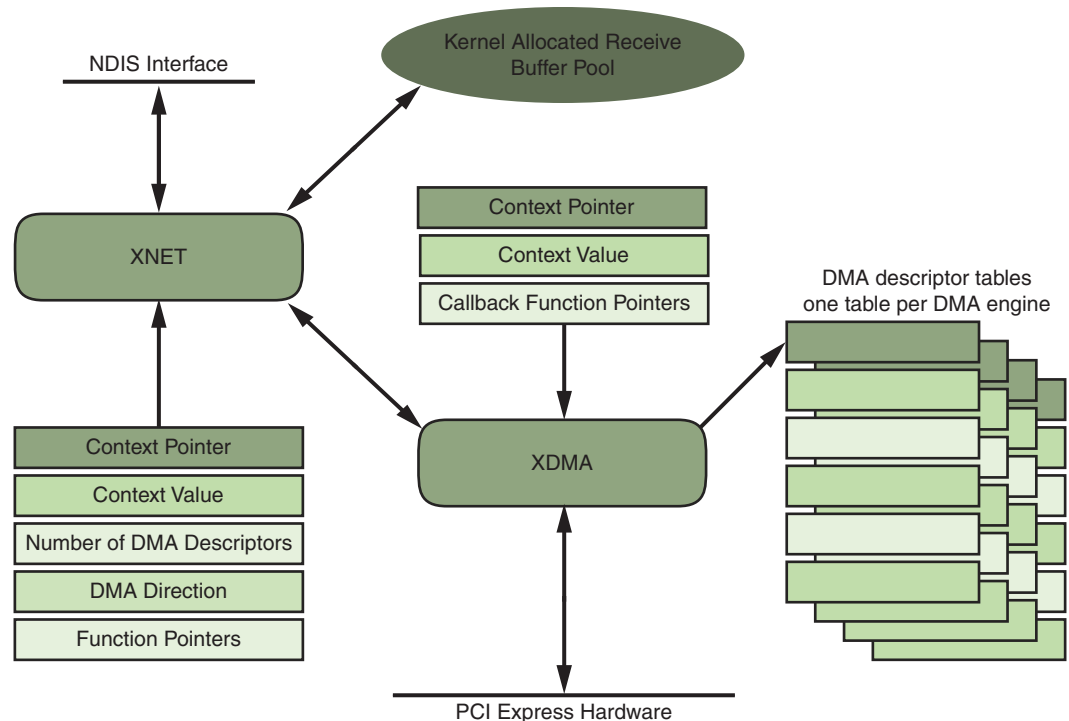 Kernel Allocated Receive
Buffer Pool
NDIS Interface
XNET
Context Pointer
Context Value
Callback Function Pointers
DMA descriptor tables
one table per DMA engine
Context Pointer
Context Value
Number of DMA Descriptors
DMA Direction
Function Pointers
XDMA
PCI Express Hardware